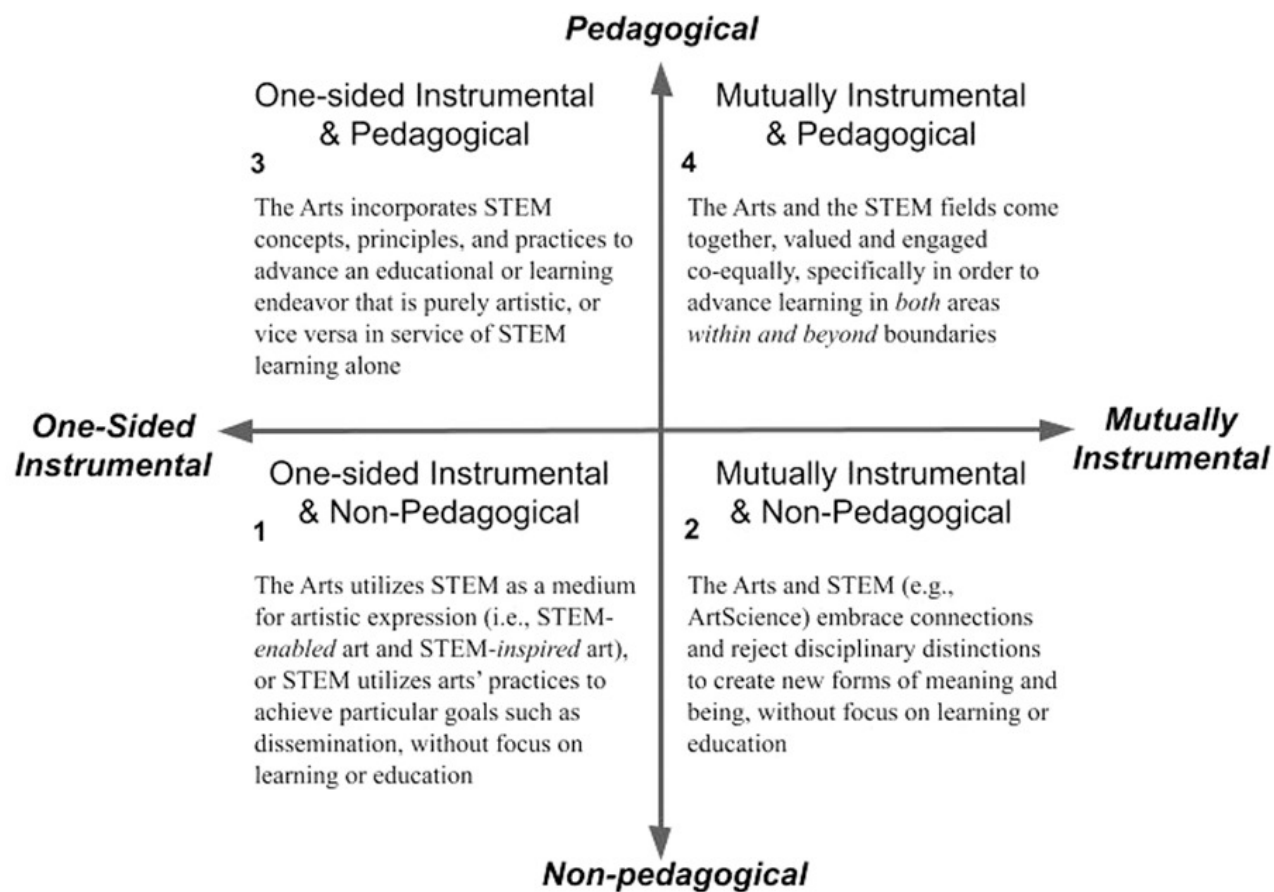 Pedagogical
One-sided Instrumental
& Pedagogical
3
The Arts incorporates STEM
concepts, principles, and practices to
advance an educational or learning
endeavor that is purely artistic, or
vice versa in service of STEM
learning alone
Mutually Instrumental
& Pedagogical
4
The Arts and the STEM fields come
together, valued and engaged
co-equally, specifically in order to
advance learning in both areas
within and beyond boundaries
One-Sided
Instrumental
Mutually
Instrumental
One-sided Instrumental
& Non-Pedagogical
1
The Arts utilizes STEM as a medium
for artistic expression (i.e., STEM-
enabled art and STEM-inspired art),
or STEM utilizes arts’ practices to
achieve particular goals such as
dissemination, without focus on
learning or education
Mutually Instrumental
& Non-Pedagogical
2
The Arts and STEM (e.g.,
ArtScience) embrace connections
and reject disciplinary distinctions
to create new forms of meaning and
being, without focus on learning or
education
Non-pedagogical